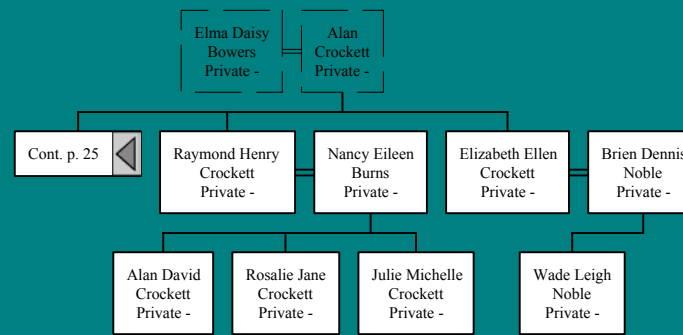 Elma Daisy
Bowers
Private -
Alan
Crockett
Private -
Cont. p. 25
Raymond Henry
Crockett
Private -
Nancy Eileen
Burns
Private -
Elizabeth Ellen
Crockett
Private -
Brien Dennis
Noble
Private -
Alan David
Crockett
Private -
Rosalie Jane
Crockett
Private -
Julie Michelle
Crockett
Private -
Wade Leigh
Noble
Private -